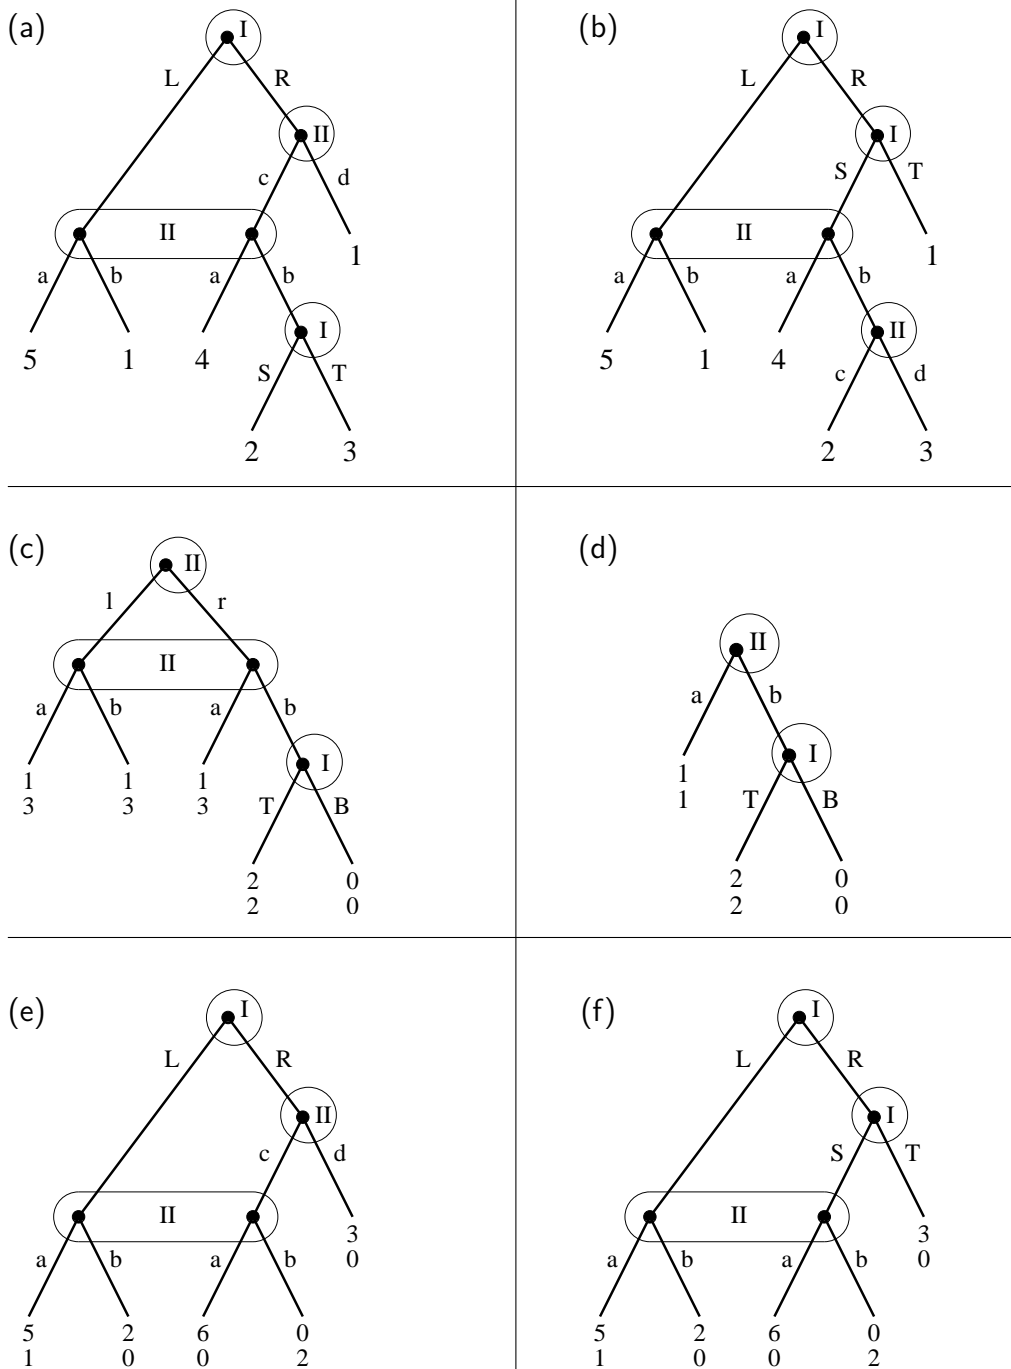 (a)
I
L R
II
c d
II
1
a b a b
I
5 1 4
S T
2 3
(b)
I
L R
I
S T
II
1
a b a b
II
5 1 4
c d
2 3
(c)
II
l r
II
a b a b
I
1 1 1
3 3 3
T B
2 0
2 0
(d)
II
a b
I
1
1
T B
2 0
2 0
(e)
I
L R
II
c d
II
3
0
a b a b
5 2 6 0
1 0 0 2
(f)
I
L R
I
S T
II
3
0
a b a b
5 2 6 0
1 0 0 2